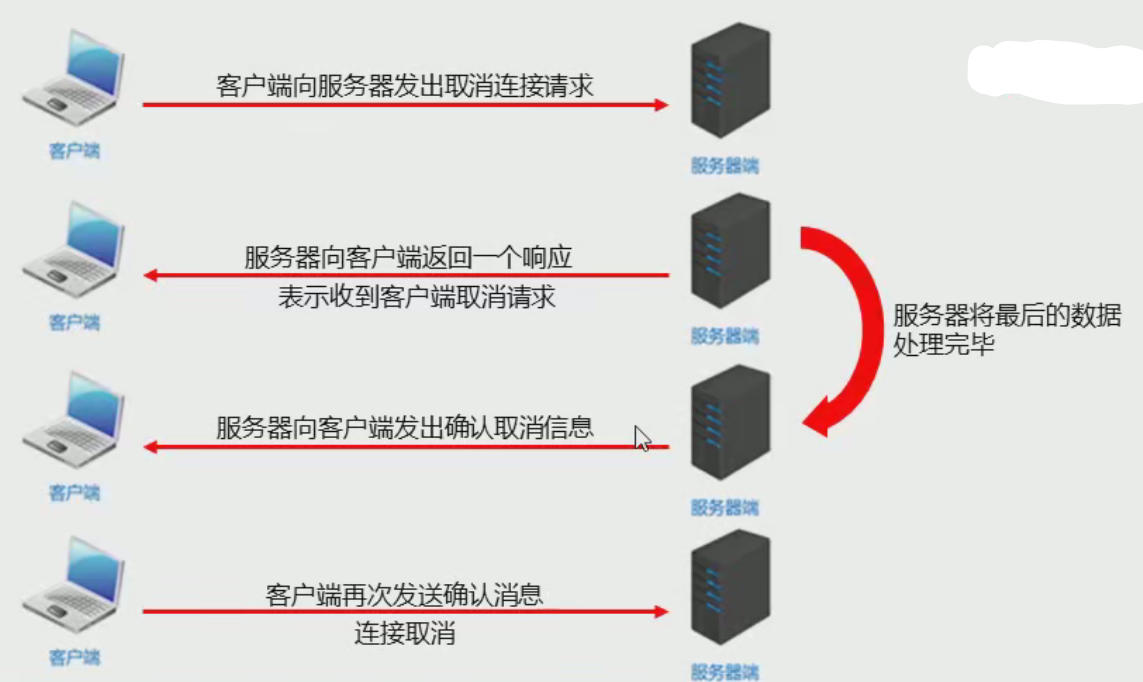 客户端向服务器发出取消连接请求
客户端
服务器端
服务器向客户端返回一个响应
表示收到客户端取消请求
客户端
服务器端
服务器将最后的数据
处理完毕
服务器向客户端发出确认取消信息
客户端
服务器端
客户端再次发送确认消息
连接取消
客户端
服务器端